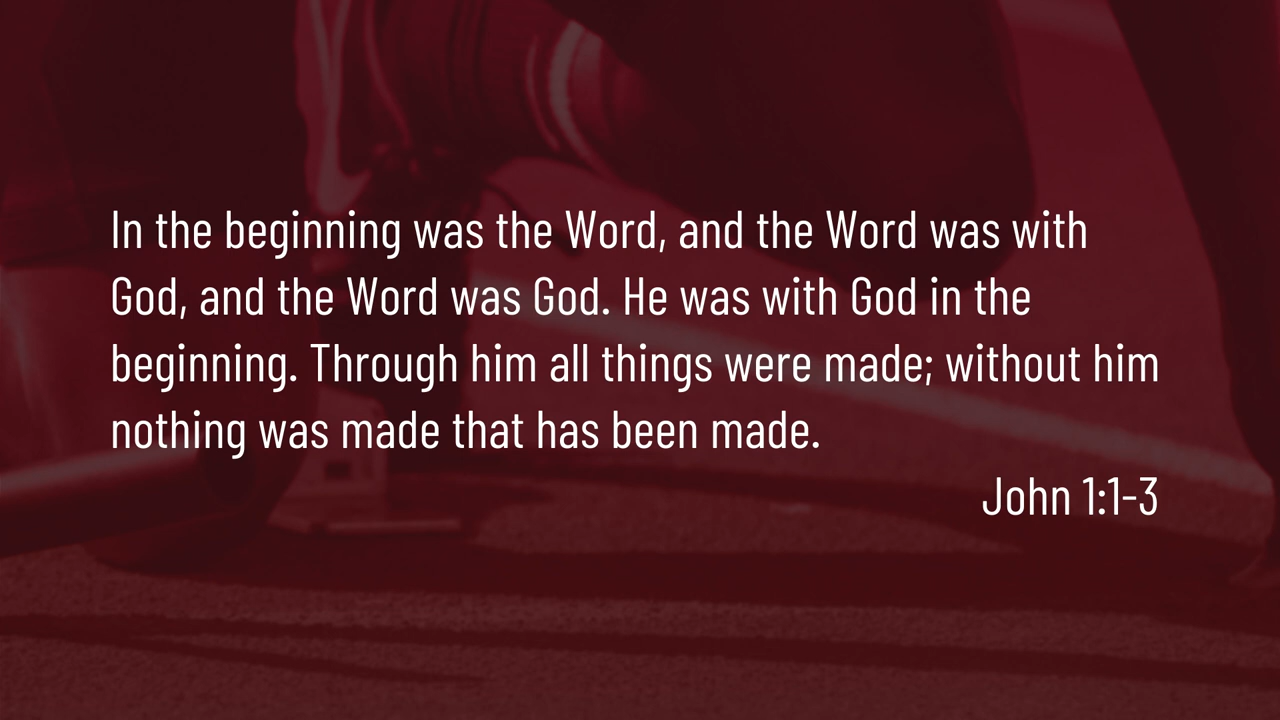 In the beginning was the Word, and the Word was with
God, and the Word was God. He was with God in the
beginning. Through him all things were made; without him
nothing was made that has been made.
John 1:1-3